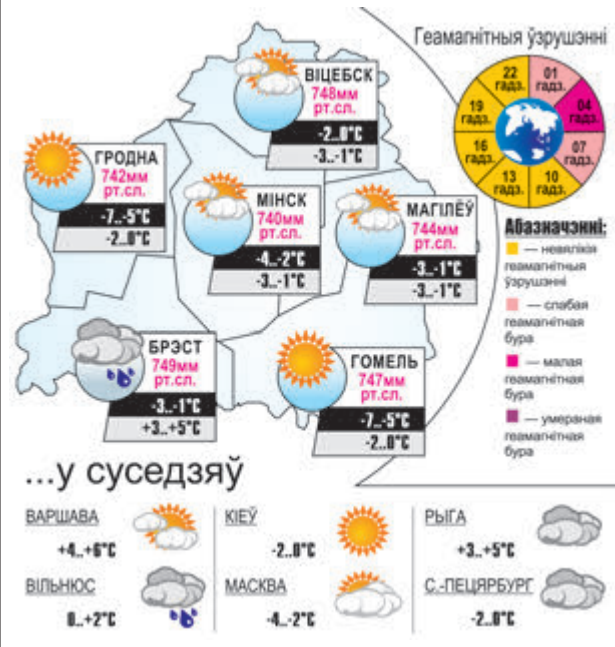 Геамагнітныя ўзрушэнні
22 гадз.
01 гадз.
04 гадз.
07 гадз.
10 гадз.
13 гадз.
16 гадз.
19 гадз.
ВІЦЕБСК
748мм
рт.сл.
-2..0°C
-3..-1°C
ГРОДНА
742мм
рт.сл.
-7..-5°C
-2..0°C
МІНСК
740мм
рт.сл.
-4..-2°C
-3..-1°C
МАГІЛЁЎ
744мм
рт.сл.
-3..-1°C
-3..-1°C
БРЭСТ
749мм
рт.сл.
-3..-1°C
+3..+5°C
ГОМЕЛЬ
747мм
рт.сл.
-7..-5°C
-2..0°C
Абазначэнні:
— невялікія
геамагнітныя
ўзрушэнні
— слабая
геамагнітная
бура
— малая
геамагнітная
бура
— умераная
геамагнітная
бура
...у суседзяў
ВАРШАВА
+4..+6°C
КІЕЎ
-2..0°C
РЫГА
+3..+5°C
ВІЛЬНЮС
0..+2°C
МАСКВА
-4..-2°C
С.-ПЕЦЯРБУРГ
-2..0°C